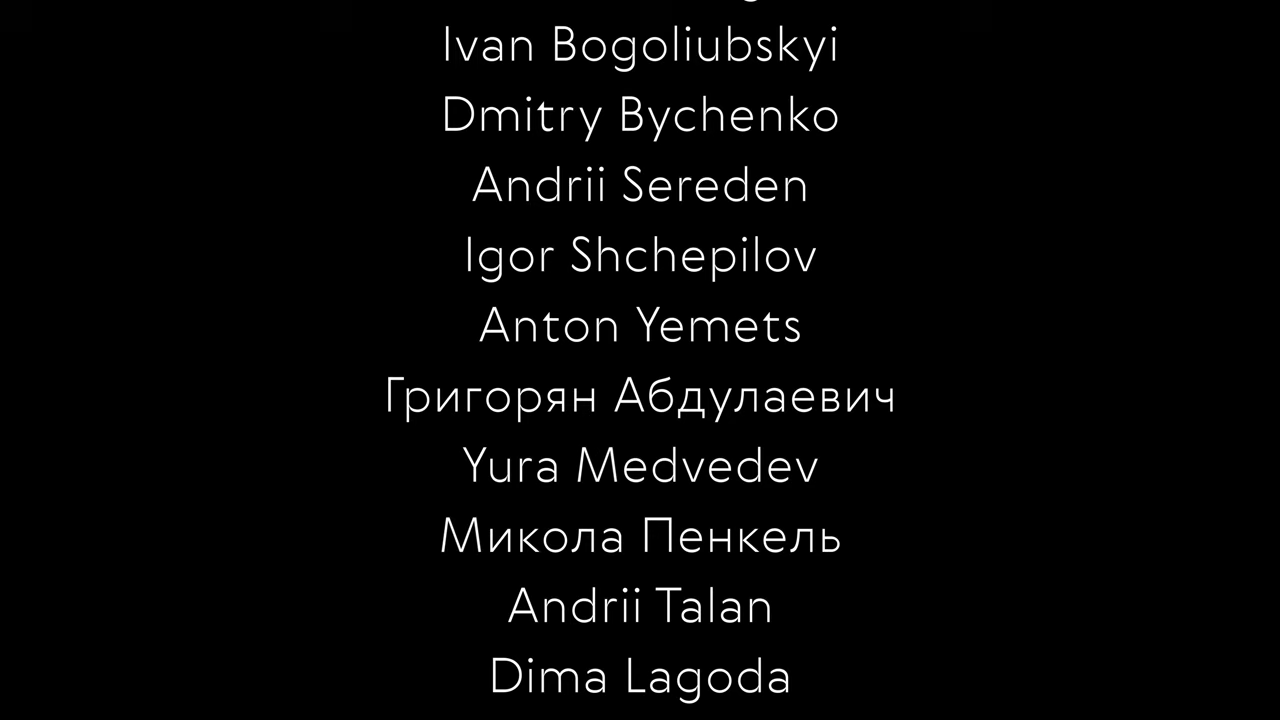 Ivan Bogoliubskyi
Dmitry Bychenko
Andrii Sereden
Igor Shchepilov
Anton Yemets
Григорян Абдулаевич
Yura Medvedev
Микола Пенкель
Andrii Talan
Dima Lagoda